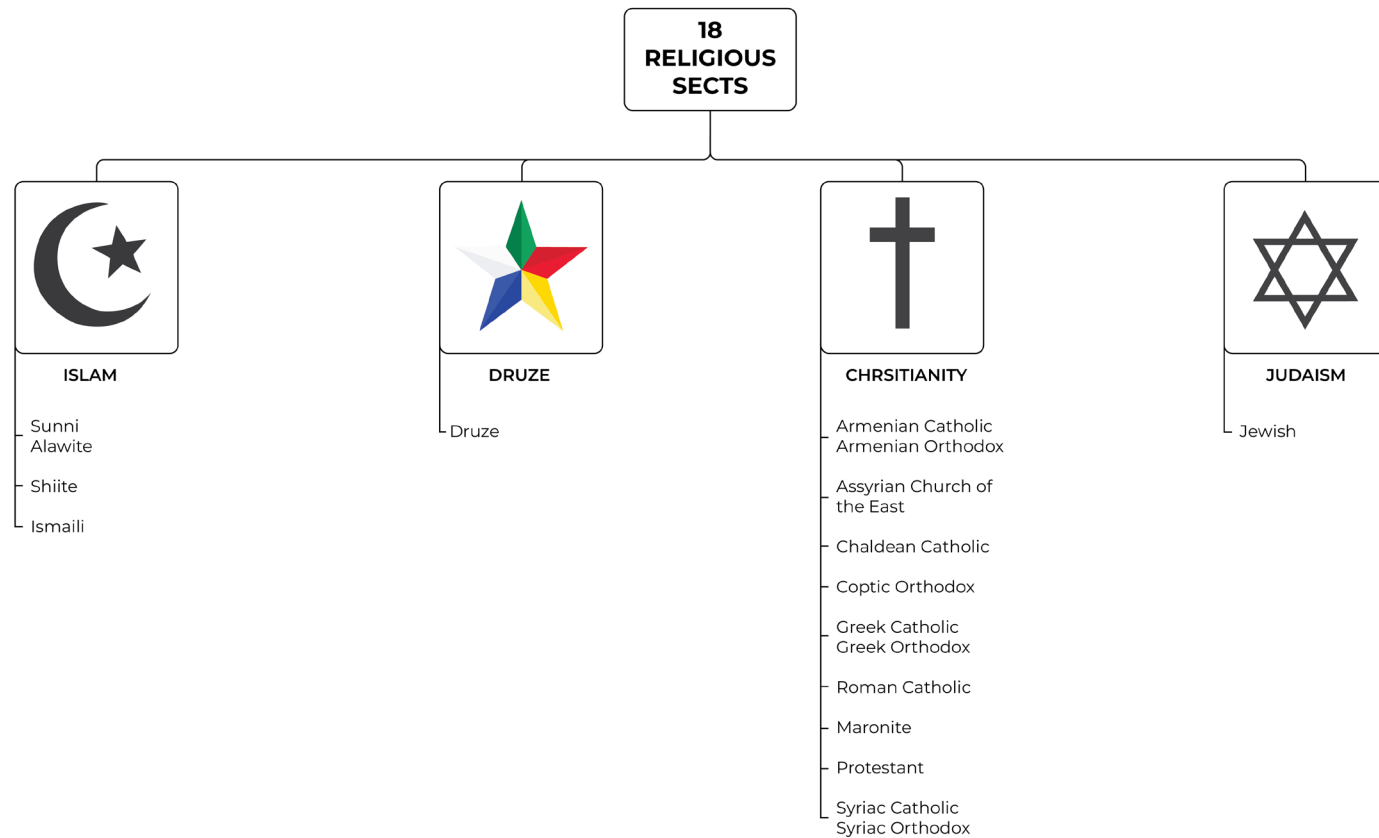 18
RELIGIOUS
SECTS
ISLAM
Sunni
Alawite
Shiite
Ismaili
DRUZE
Druze
CHRSITIANITY
Armenian Catholic
Armenian Orthodox
Assyrian Church of
the East
Chaldean Catholic
Coptic Orthodox
Greek Catholic
Greek Orthodox
Roman Catholic
Maronite
Protestant
Syriac Catholic
Syriac Orthodox
JUDAISM
Jewish